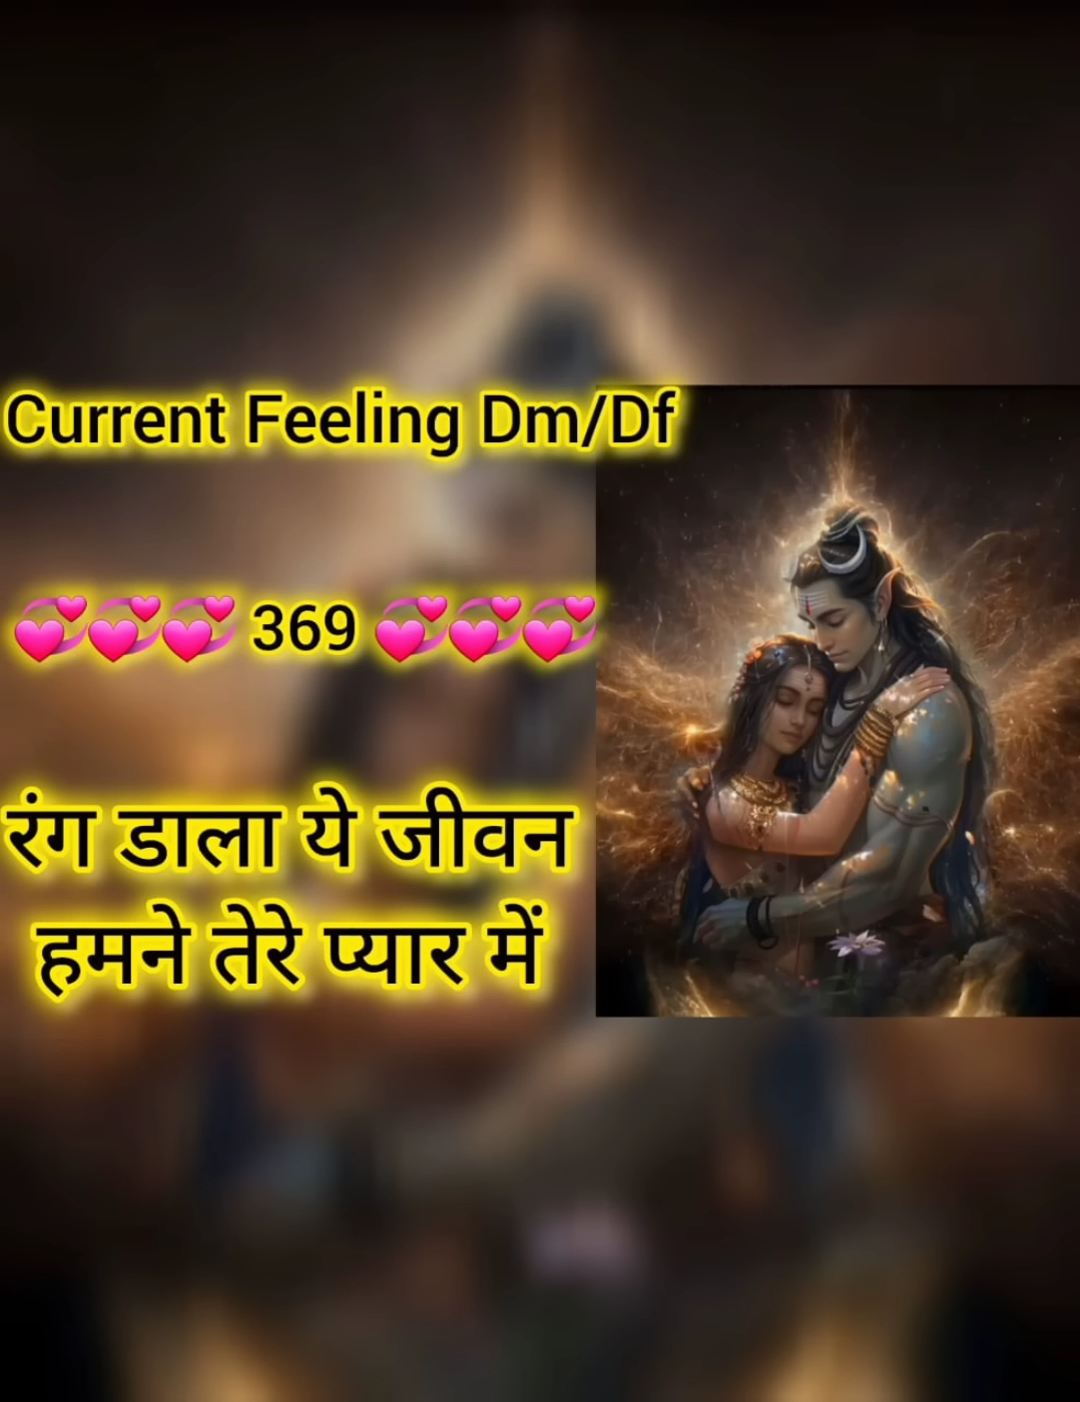 Current Feeling Dm/Df
💞💞💞 369 💞💞💞
रंग डाला ये जीवन
हमने तेरे प्यार में